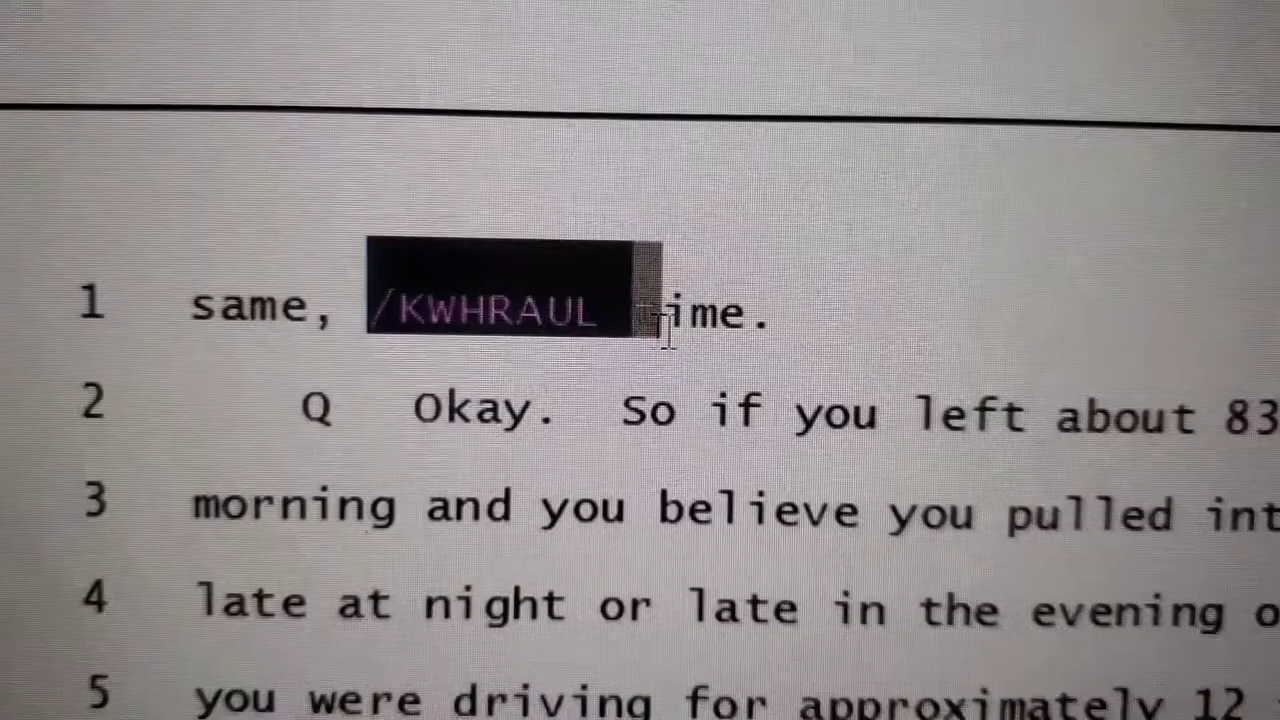 1 same, /KWHRAUL time.
2 Q Okay. So if you left about 83
3 morning and you believe you pulled int
4 late at night or late in the evening o
5 you were driving for approximately 12